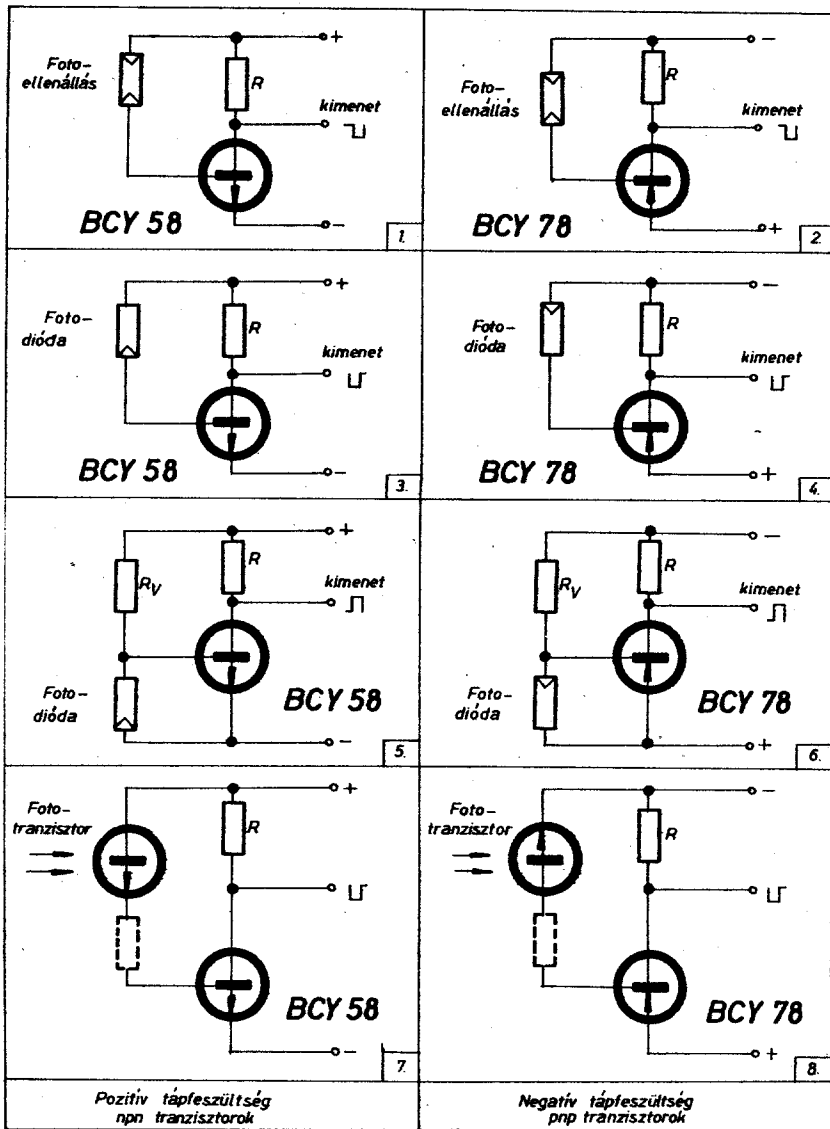 Foto-
ellenállás
+
R
kimenet
BCY 58
-
1.
Foto-
ellenállás
-
R
kimenet
BCY 78
+
2.
Foto-
dióda
+
R
kimenet
BCY 58
-
3.
Foto-
dióda
-
R
kimenet
BCY 78
+
4.
+
RV
R
kimenet
Foto-
dióda
BCY 58
-
5.
-
RV
R
kimenet
Foto-
dióda
BCY 78
+
6.
Foto-
tranzisztor
+
R
BCY 58
-
7.
Foto-
tranzisztor
-
R
BCY 78
+
8.
Pozitív tápfeszültség
npn tranzisztorok
Negatív tápfeszültség
pnp tranzisztorok